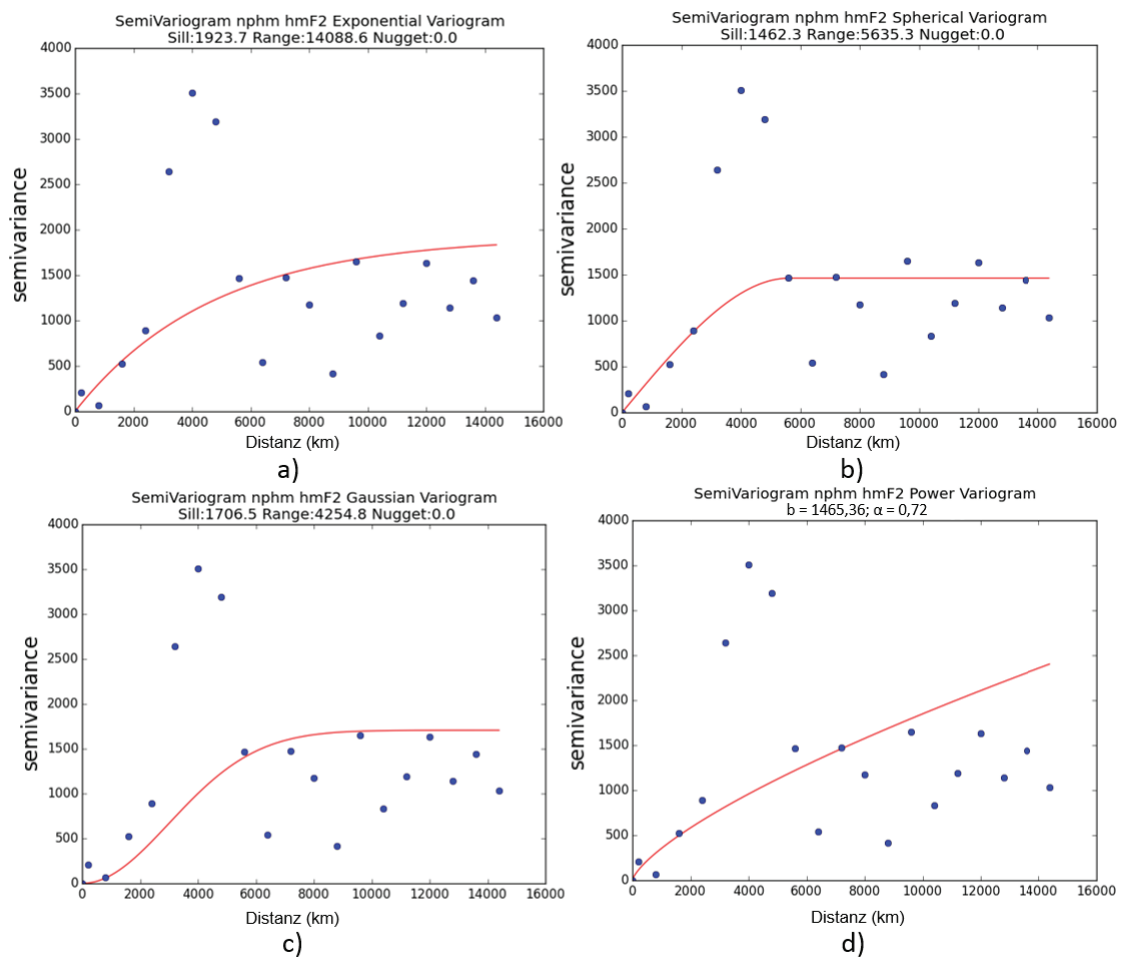 SemiVariogram nphm hmF2 Exponential Variogram
Sill:1923.7 Range:14088.6 Nugget:0.0
semivariance
4000
3500
3000
2500
2000
1500
1000
500
0
0 2000 4000 6000 8000 10000 12000 14000 16000
Distanz (km)
a)
SemiVariogram nphm hmF2 Spherical Variogram
Sill:1462.3 Range:5635.3 Nugget:0.0
semivariance
4000
3500
3000
2500
2000
1500
1000
500
0
0 2000 4000 6000 8000 10000 12000 14000 16000
Distanz (km)
b)
SemiVariogram nphm hmF2 Gaussian Variogram
Sill:1706.5 Range:4254.8 Nugget:0.0
semivariance
4000
3500
3000
2500
2000
1500
1000
500
0
0 2000 4000 6000 8000 10000 12000 14000 16000
Distanz (km)
c)
SemiVariogram nphm hmF2 Power Variogram
b = 1465,36; α = 0,72
semivariance
4000
3500
3000
2500
2000
1500
1000
500
0
0 2000 4000 6000 8000 10000 12000 14000 16000
Distanz (km)
d)